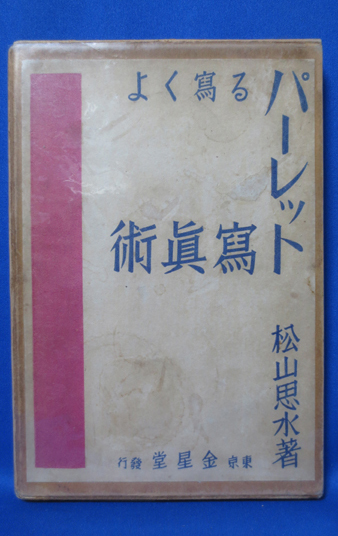 よく寫る
パーレット
寫眞術
松山思水著
東京 金星堂 發行